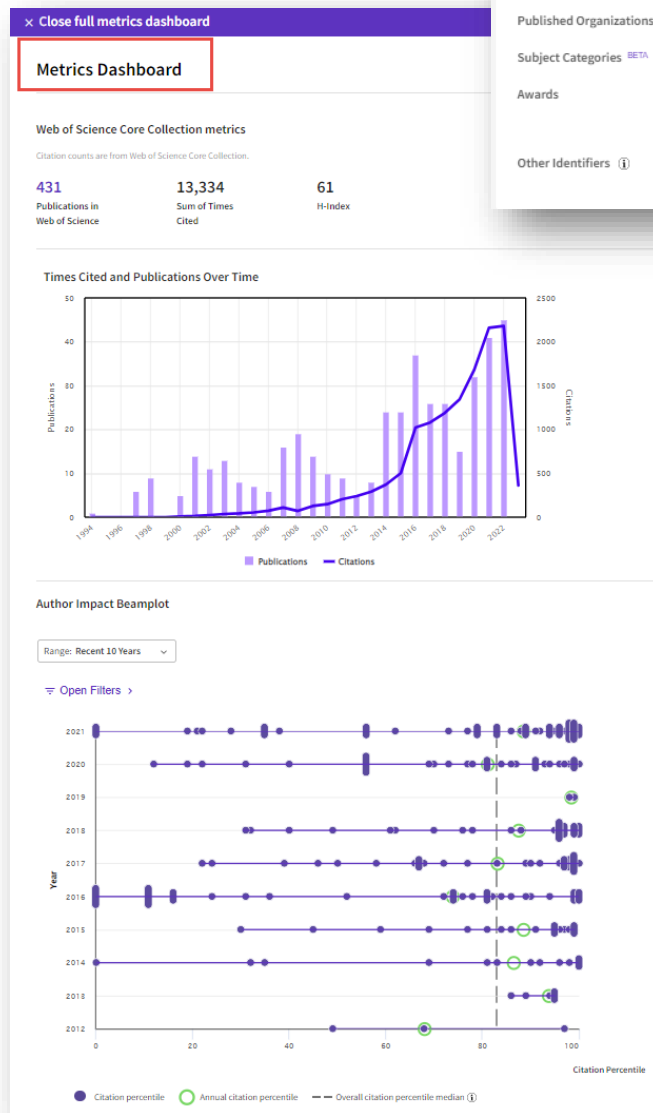 × Close full metrics dashboard
Metrics Dashboard
Published Organizations
Subject Categories BETA
Awards
Other Identifiers
Web of Science Core Collection metrics
Citation counts are from Web of Science Core Collection.
431
Publications in
Web of Science
13,334
Sum of Times
Cited
61
H-Index
Times Cited and Publications Over Time
50
40
30
20
10
0
Publications
2500
2000
1500
1000
500
0
Citations
1994 1996 1998 2000 2002 2004 2006 2008 2010 2012 2014 2016 2018 2020 2022
Publications Citations
Author Impact Beamplot
Range: Recent 10 Years
Open Filters >
2021
2020
2019
2018
2017
2016
2015
2014
2013
2012
Year
0 20 40 60 80 100
Citation Percentile
Citation percentile Annual citation percentile Overall citation percentile median